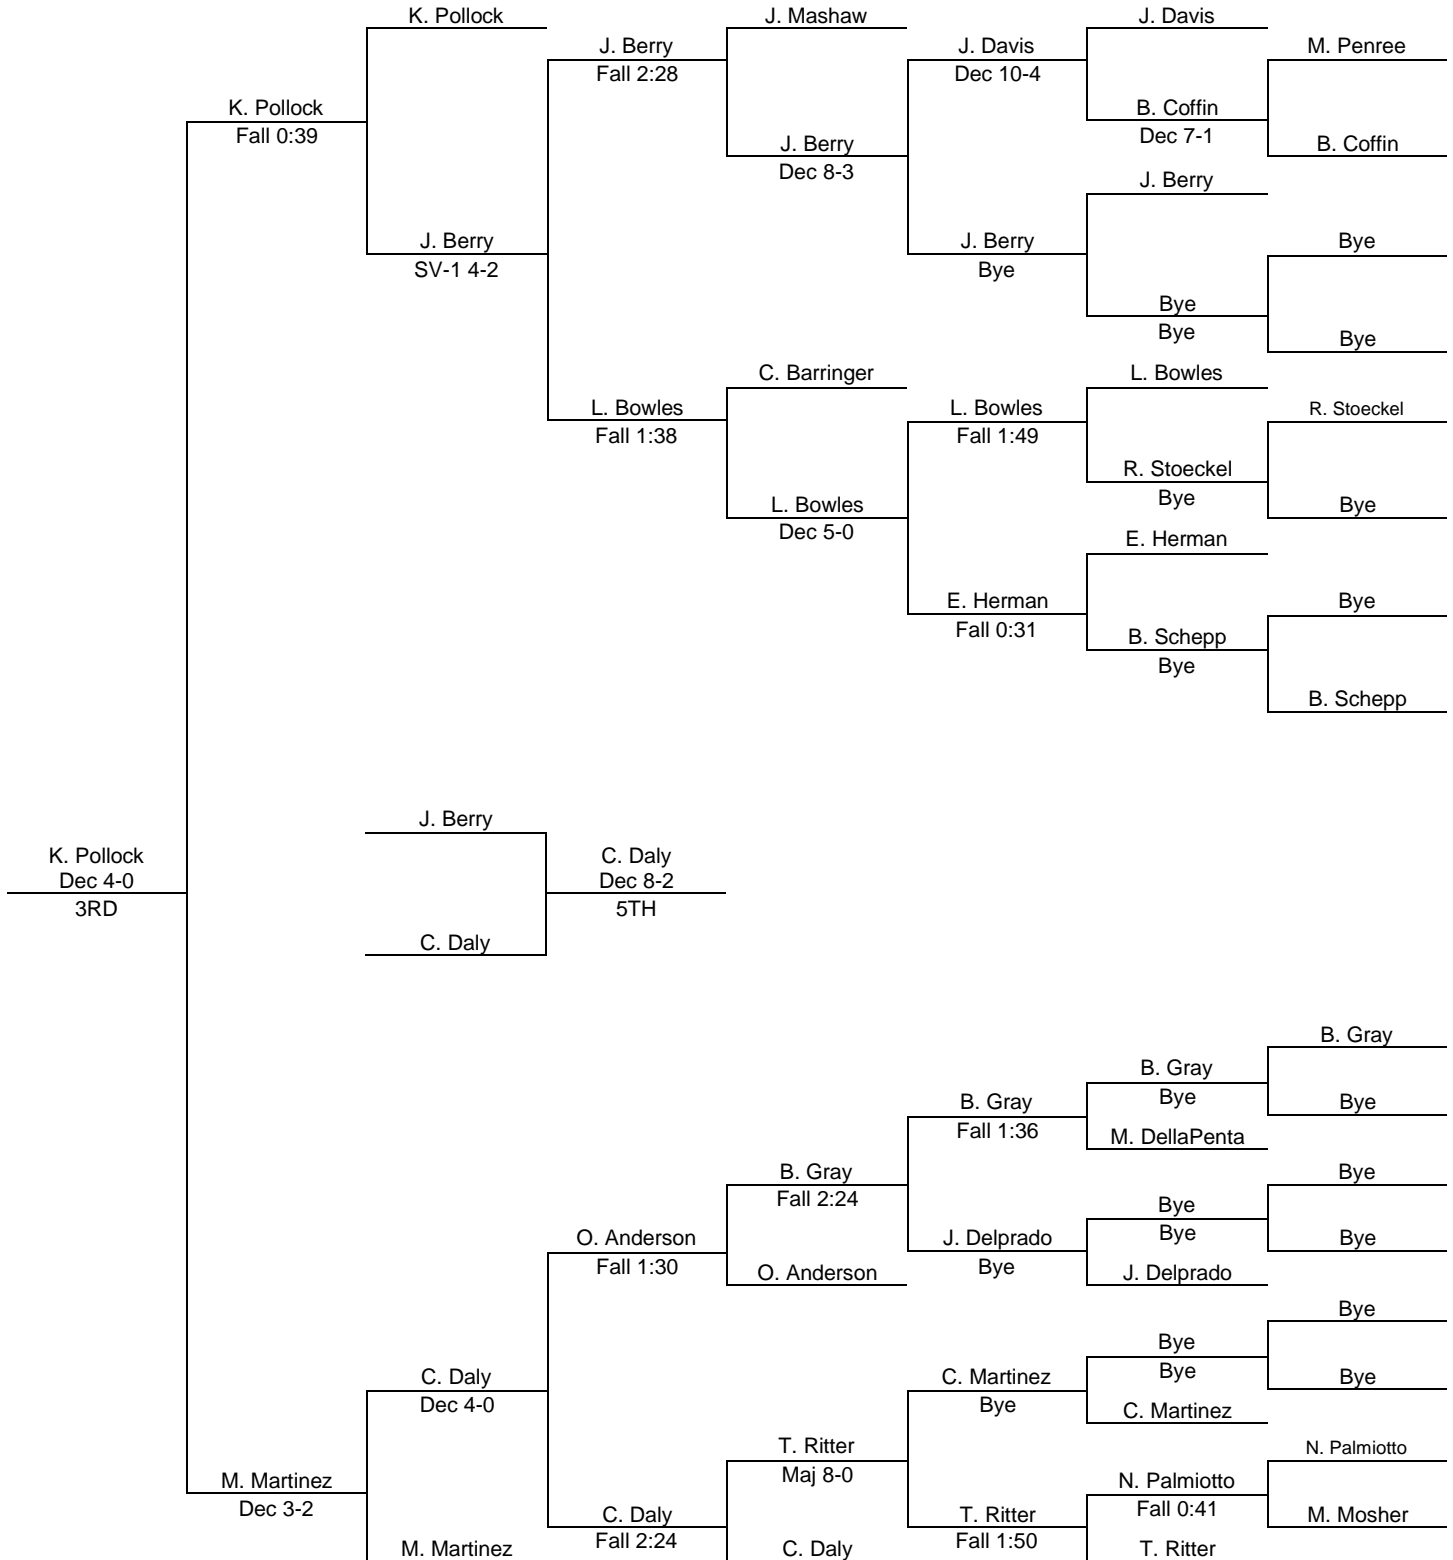 K. Pollock
J. Mashaw
J. Davis
J. Berry
Fall 2:28
J. Davis
Dec 10-4
M. Penree
K. Pollock
Fall 0:39
B. Coffin
Dec 7-1
J. Berry
Dec 8-3
B. Coffin
J. Berry
J. Berry
SV-1 4-2
J. Berry
Bye
Bye
Bye
Bye
Bye
C. Barringer
L. Bowles
L. Bowles
Fall 1:38
L. Bowles
Fall 1:49
R. Stoeckel
R. Stoeckel
Bye
L. Bowles
Dec 5-0
Bye
E. Herman
E. Herman
Fall 0:31
Bye
B. Schepp
Bye
B. Schepp
J. Berry
K. Pollock
Dec 4-0
3RD
C. Daly
Dec 8-2
5TH
C. Daly
B. Gray
B. Gray
Bye
B. Gray
Fall 1:36
Bye
M. DellaPenta
B. Gray
Fall 2:24
Bye
Bye
Bye
O. Anderson
Fall 1:30
J. Delprado
Bye
Bye
O. Anderson
J. Delprado
Bye
Bye
Bye
C. Daly
Dec 4-0
C. Martinez
Bye
Bye
C. Martinez
T. Ritter
Maj 8-0
N. Palmiotto
M. Martinez
Dec 3-2
N. Palmiotto
Fall 0:41
C. Daly
Fall 2:24
T. Ritter
Fall 1:50
M. Mosher
M. Martinez
C. Daly
T. Ritter